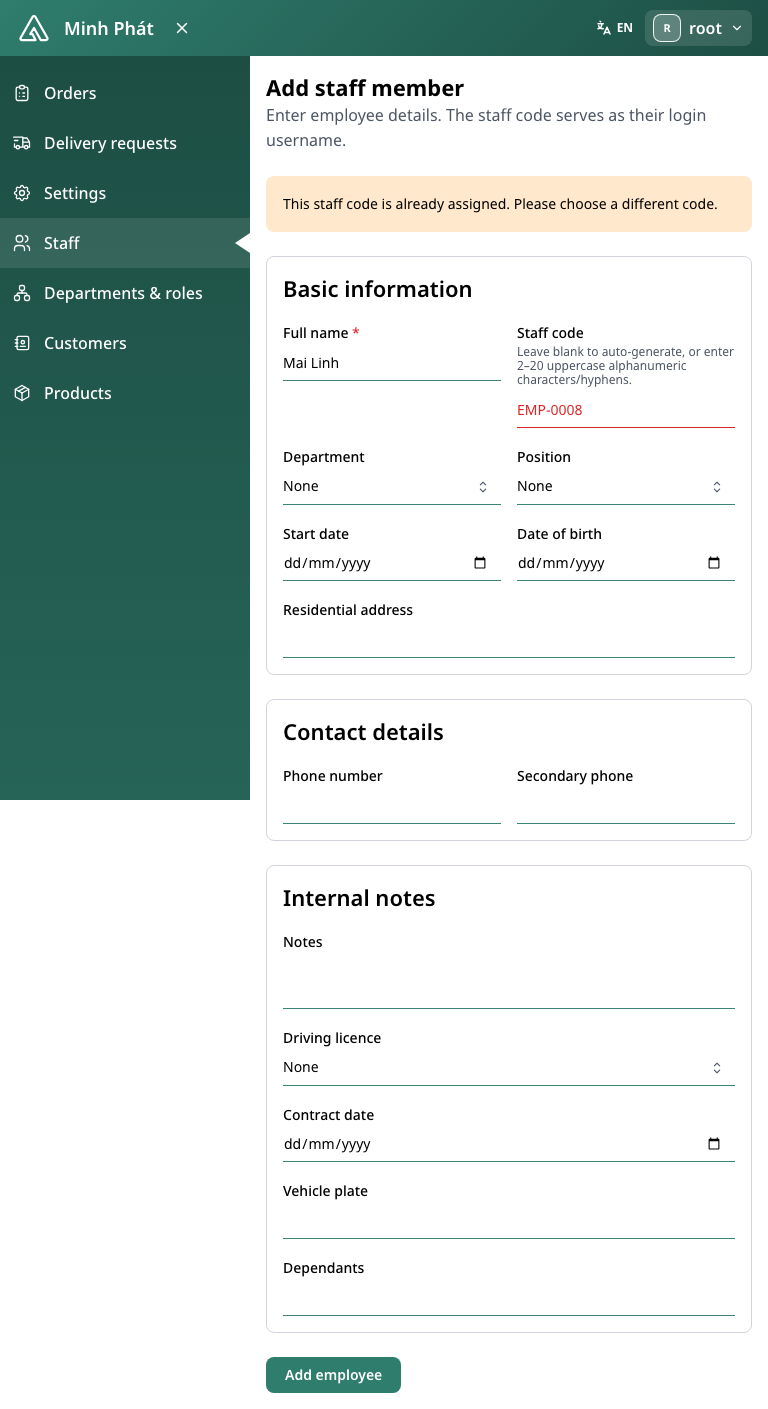 Minh Phát
EN
R
root
Orders
Delivery requests
Settings
Staff
Departments & roles
Customers
Products
Add staff member
Enter employee details. The staff code serves as their login
username.
This staff code is already assigned. Please choose a different code.
Basic information
Full name *
Mai Linh
Staff code
Leave blank to auto-generate, or enter
2–20 uppercase alphanumeric
characters/hyphens.
EMP-0008
Department
None
Position
None
Start date
dd/mm/yyyy
Date of birth
dd/mm/yyyy
Residential address
Contact details
Phone number
Secondary phone
Internal notes
Notes
Driving licence
None
Contract date
dd/mm/yyyy
Vehicle plate
Dependants
Add employee